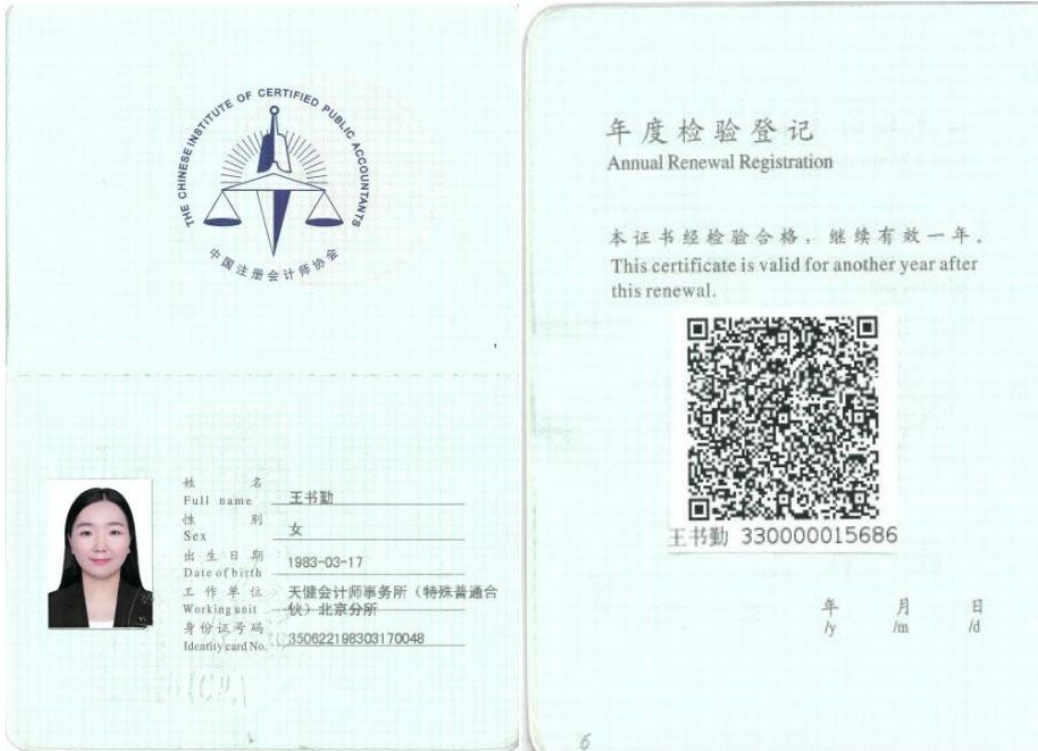 THE CHINESE INSTITUTE OF CERTIFIED PUBLIC ACCOUNTANTS
中国注册会计师协会
姓 名
Full name
王书勤
性 别
Sex
女
出生日期
Date of birth
1983-03-17
工作单位
Working unit
天健会计师事务所（特殊普通合
伙）北京分所
身份证号码
Identity card No.
350622198303170048
年度检验登记
Annual Renewal Registration
本证书经检验合格，继续有效一年。
This certificate is valid for another year after
this renewal.
王书勤 330000015686
年 月 日
/y /m /d
6